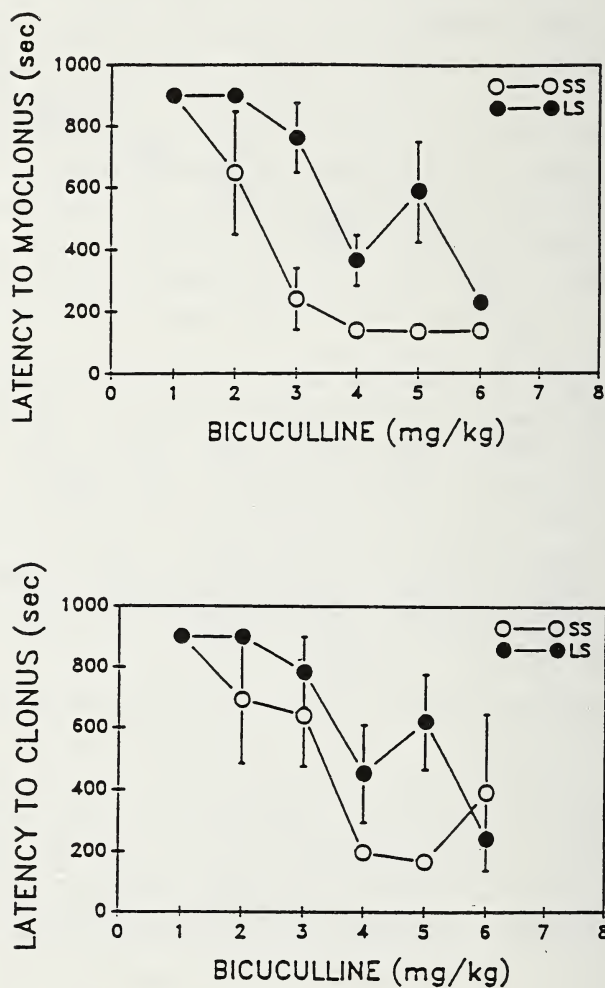 LATENCY TO MYOCLONUS (sec)
1000
800
600
400
200
0
SS
LS
0 1 2 3 4 5 6 7 8
BICUCULLINE (mg/kg)
LATENCY TO CLONUS (sec)
1000
800
600
400
200
0
SS
LS
0 1 2 3 4 5 6 7 8
BICUCULLINE (mg/kg)